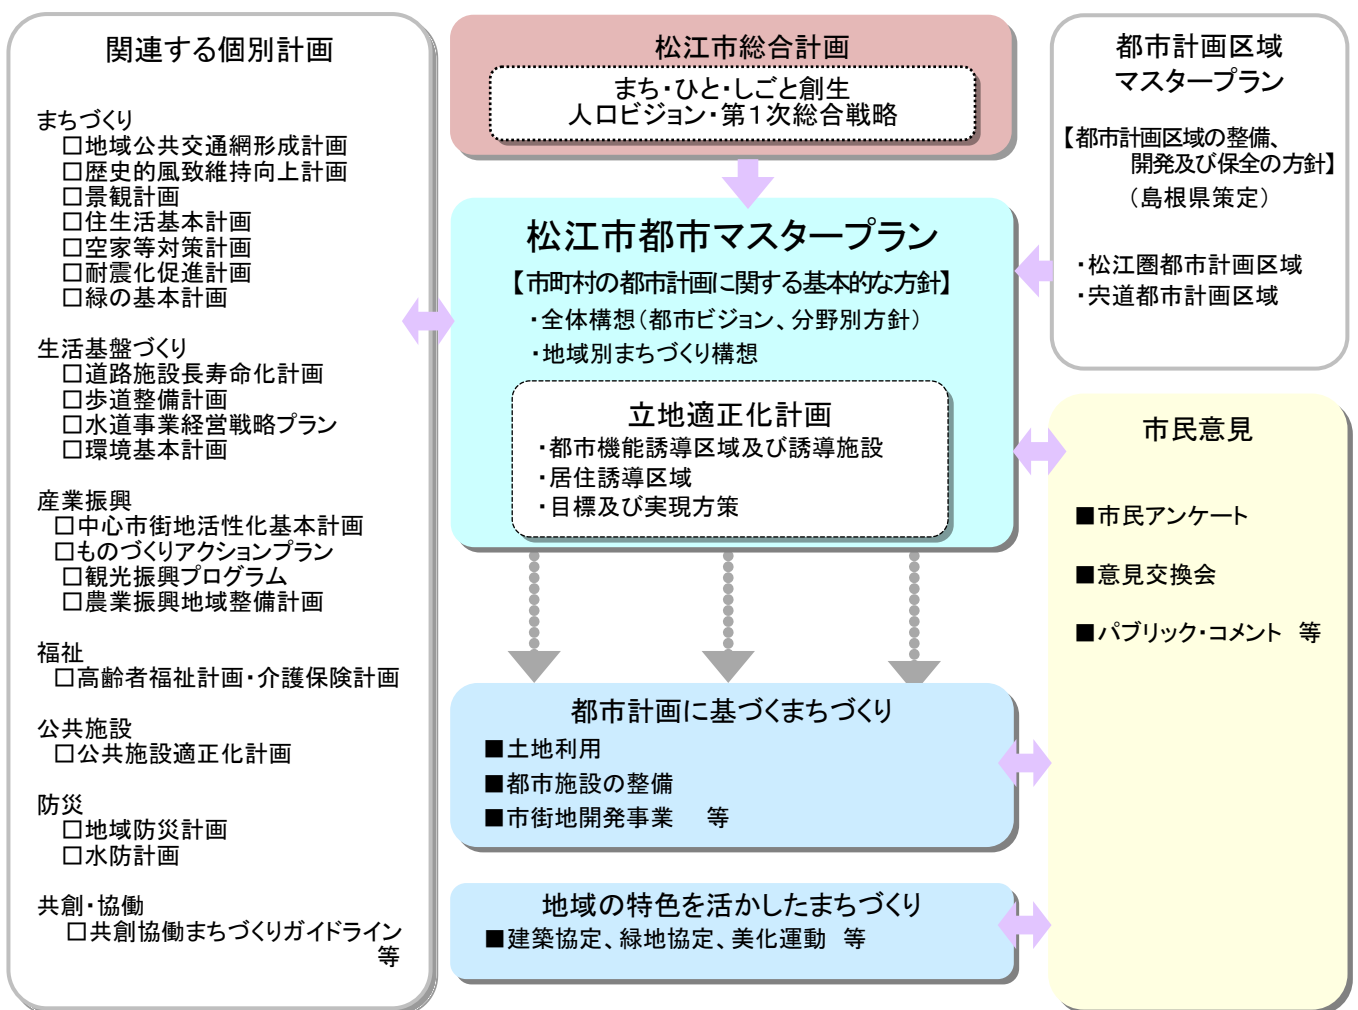 関連する個別計画
まちづくり
□地域公共交通網形成計画
□歴史的風致維持向上計画
□景観計画
□住生活基本計画
□空家等対策計画
□耐震化促進計画
□緑の基本計画
生活基盤づくり
□道路施設長寿命化計画
□歩道整備計画
□水道事業経営戦略プラン
□環境基本計画
産業振興
□中心市街地活性化基本計画
□ものづくりアクションプラン
□観光振興プログラム
□農業振興地域整備計画
福祉
□高齢者福祉計画・介護保険計画
公共施設
□公共施設適正化計画
防災
□地域防災計画
□水防計画
共創・協働
□共創協働まちづくりガイドライン
等
松江市総合計画
まち・ひと・しごと創生
人口ビジョン・第1次総合戦略
松江市都市マスタープラン
【市町村の都市計画に関する基本的な方針】
・全体構想(都市ビジョン、分野別方針)
・地域別まちづくり構想
立地適正化計画
・都市機能誘導区域及び誘導施設
・居住誘導区域
・目標及び実現方策
都市計画に基づくまちづくり
■土地利用
■都市施設の整備
■市街地開発事業 等
地域の特色を活かしたまちづくり
■建築協定、緑地協定、美化運動 等
都市計画区域
マスタープラン
【都市計画区域の整備、
開発及び保全の方針】
(島根県策定)
・松江圏都市計画区域
・宍道都市計画区域
市民意見
■市民アンケート
■意見交換会
■パブリック・コメント 等